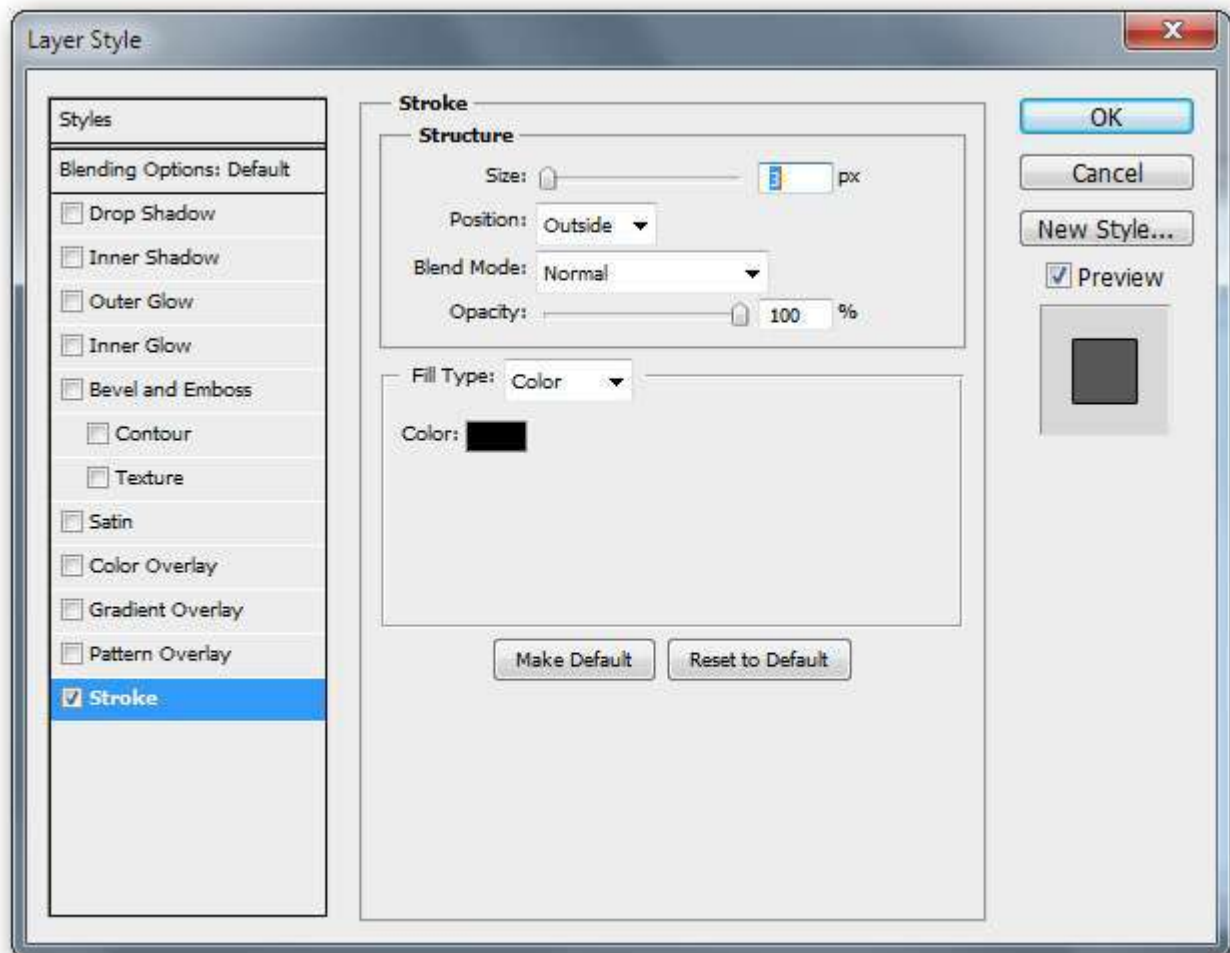 Layer Style
Styles
Blending Options: Default
Drop Shadow
Inner Shadow
Outer Glow
Inner Glow
Bevel and Emboss
Contour
Texture
Satin
Color Overlay
Gradient Overlay
Pattern Overlay
Stroke
Stroke
Structure
Size: 3 px
Position: Outside
Blend Mode: Normal
Opacity: 100 %
Fill Type: Color
Color:
Make Default Reset to Default
OK
Cancel
New Style...
Preview